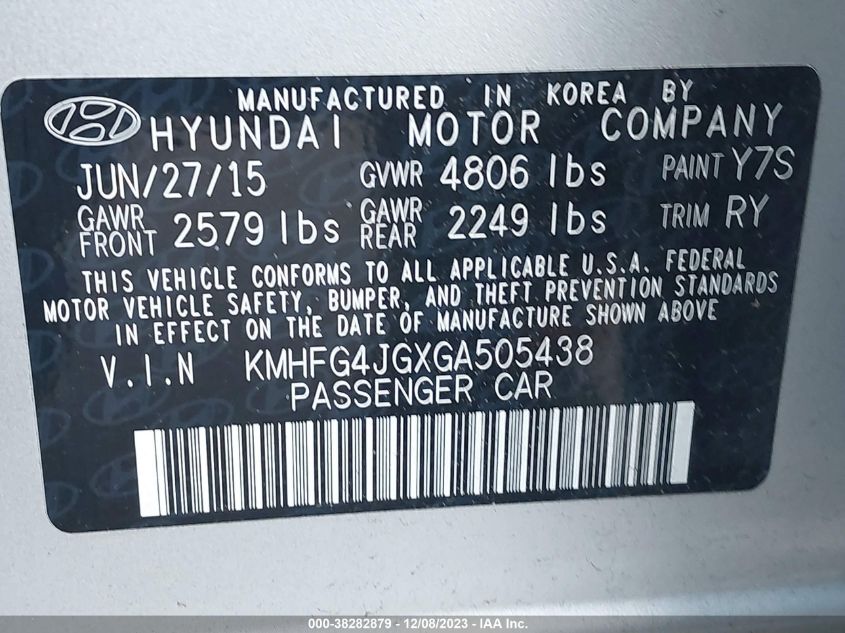 MANUFACTURED IN KOREA BY
HYUNDAI MOTOR COMPANY
JUN/27/15 GVWR 4806 lbs PAINT Y7S
GAWR FRONT 2579 lbs GAWR REAR 2249 lbs TRIM RY
THIS VEHICLE CONFORMS TO ALL APPLICABLE U.S.A. FEDERAL
MOTOR VEHICLE SAFETY, BUMPER, AND THEFT PREVENTION STANDARDS
IN EFFECT ON THE DATE OF MANUFACTURE SHOWN ABOVE
V.I.N KMHFG4JGXGA505438
PASSENGER CAR
000-38282879 - 12/08/2023 - IAAI.com